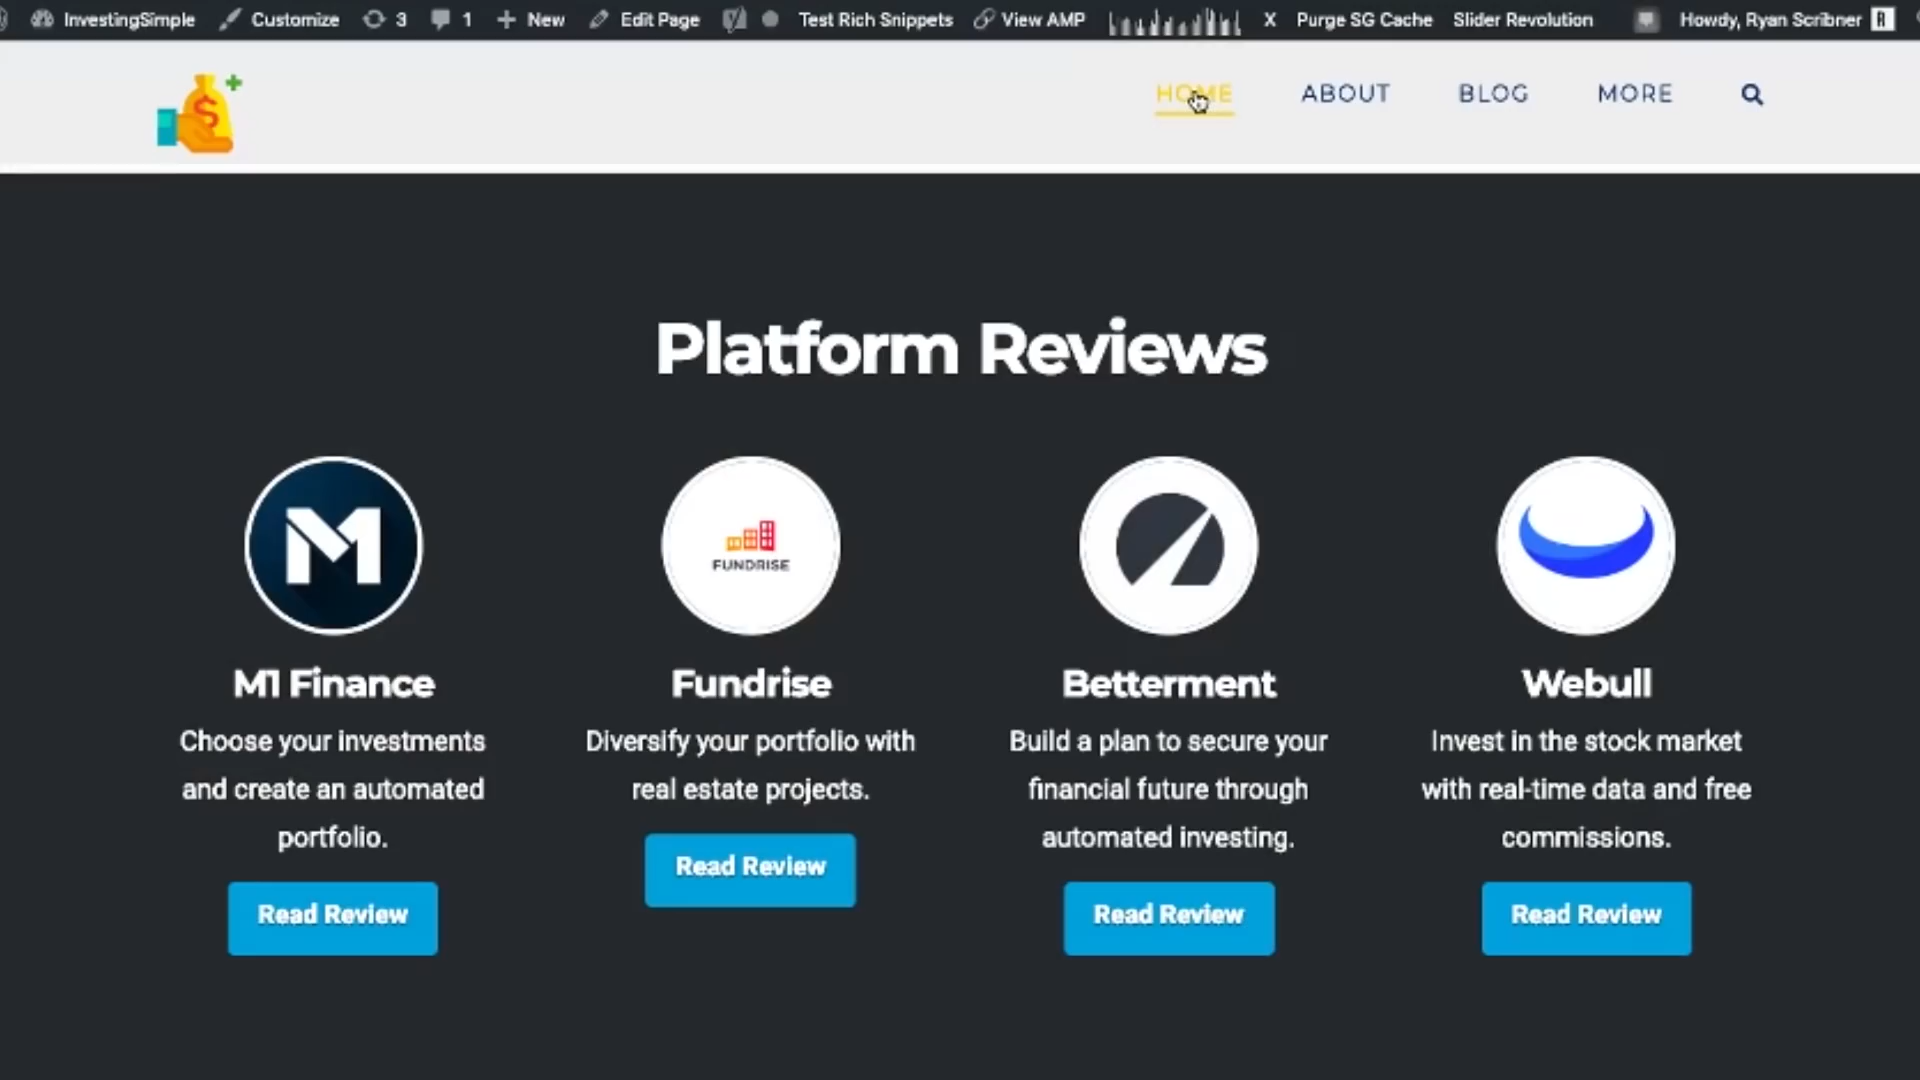 InvestingSimple Customize 3 1 New Edit Page Test Rich Snippets View AMP X Purge SG Cache Slider Revolution Howdy, Ryan Scribner R
HOME ABOUT BLOG MORE
Platform Reviews
M
FUNDRISE
M1 Finance
Choose your investments
and create an automated
portfolio.
Read Review
Fundrise
Diversify your portfolio with
real estate projects.
Read Review
Betterment
Build a plan to secure your
financial future through
automated investing.
Read Review
Webull
Invest in the stock market
with real-time data and free
commissions.
Read Review